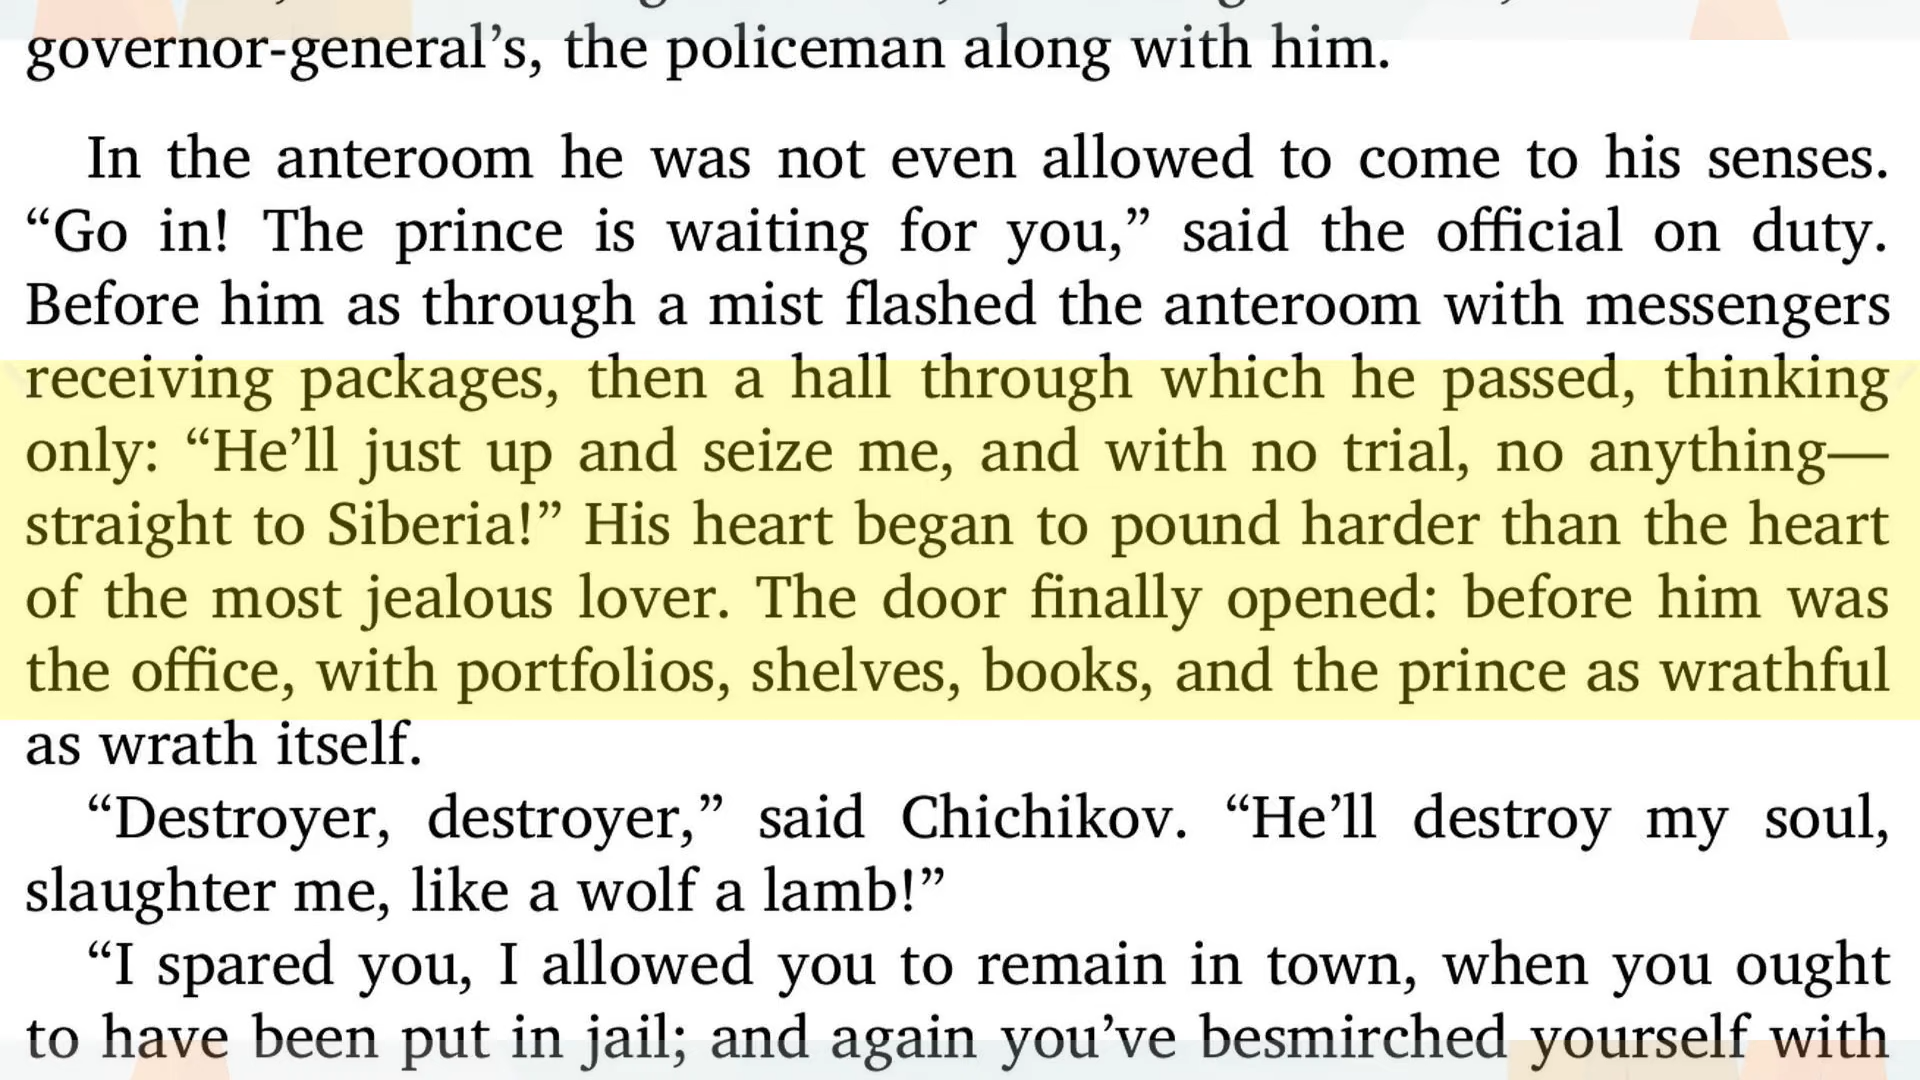 governor-general’s, the policeman along with him.
In the anteroom he was not even allowed to come to his senses.
“Go in! The prince is waiting for you,” said the official on duty.
Before him as through a mist flashed the anteroom with messengers
receiving packages, then a hall through which he passed, thinking
only: “He’ll just up and seize me, and with no trial, no anything—
straight to Siberia!” His heart began to pound harder than the heart
of the most jealous lover. The door finally opened: before him was
the office, with portfolios, shelves, books, and the prince as wrathful
as wrath itself.
“Destroyer, destroyer,” said Chichikov. “He’ll destroy my soul,
slaughter me, like a wolf a lamb!”
“I spared you, I allowed you to remain in town, when you ought
to have been put in jail; and again you’ve besmirched yourself with